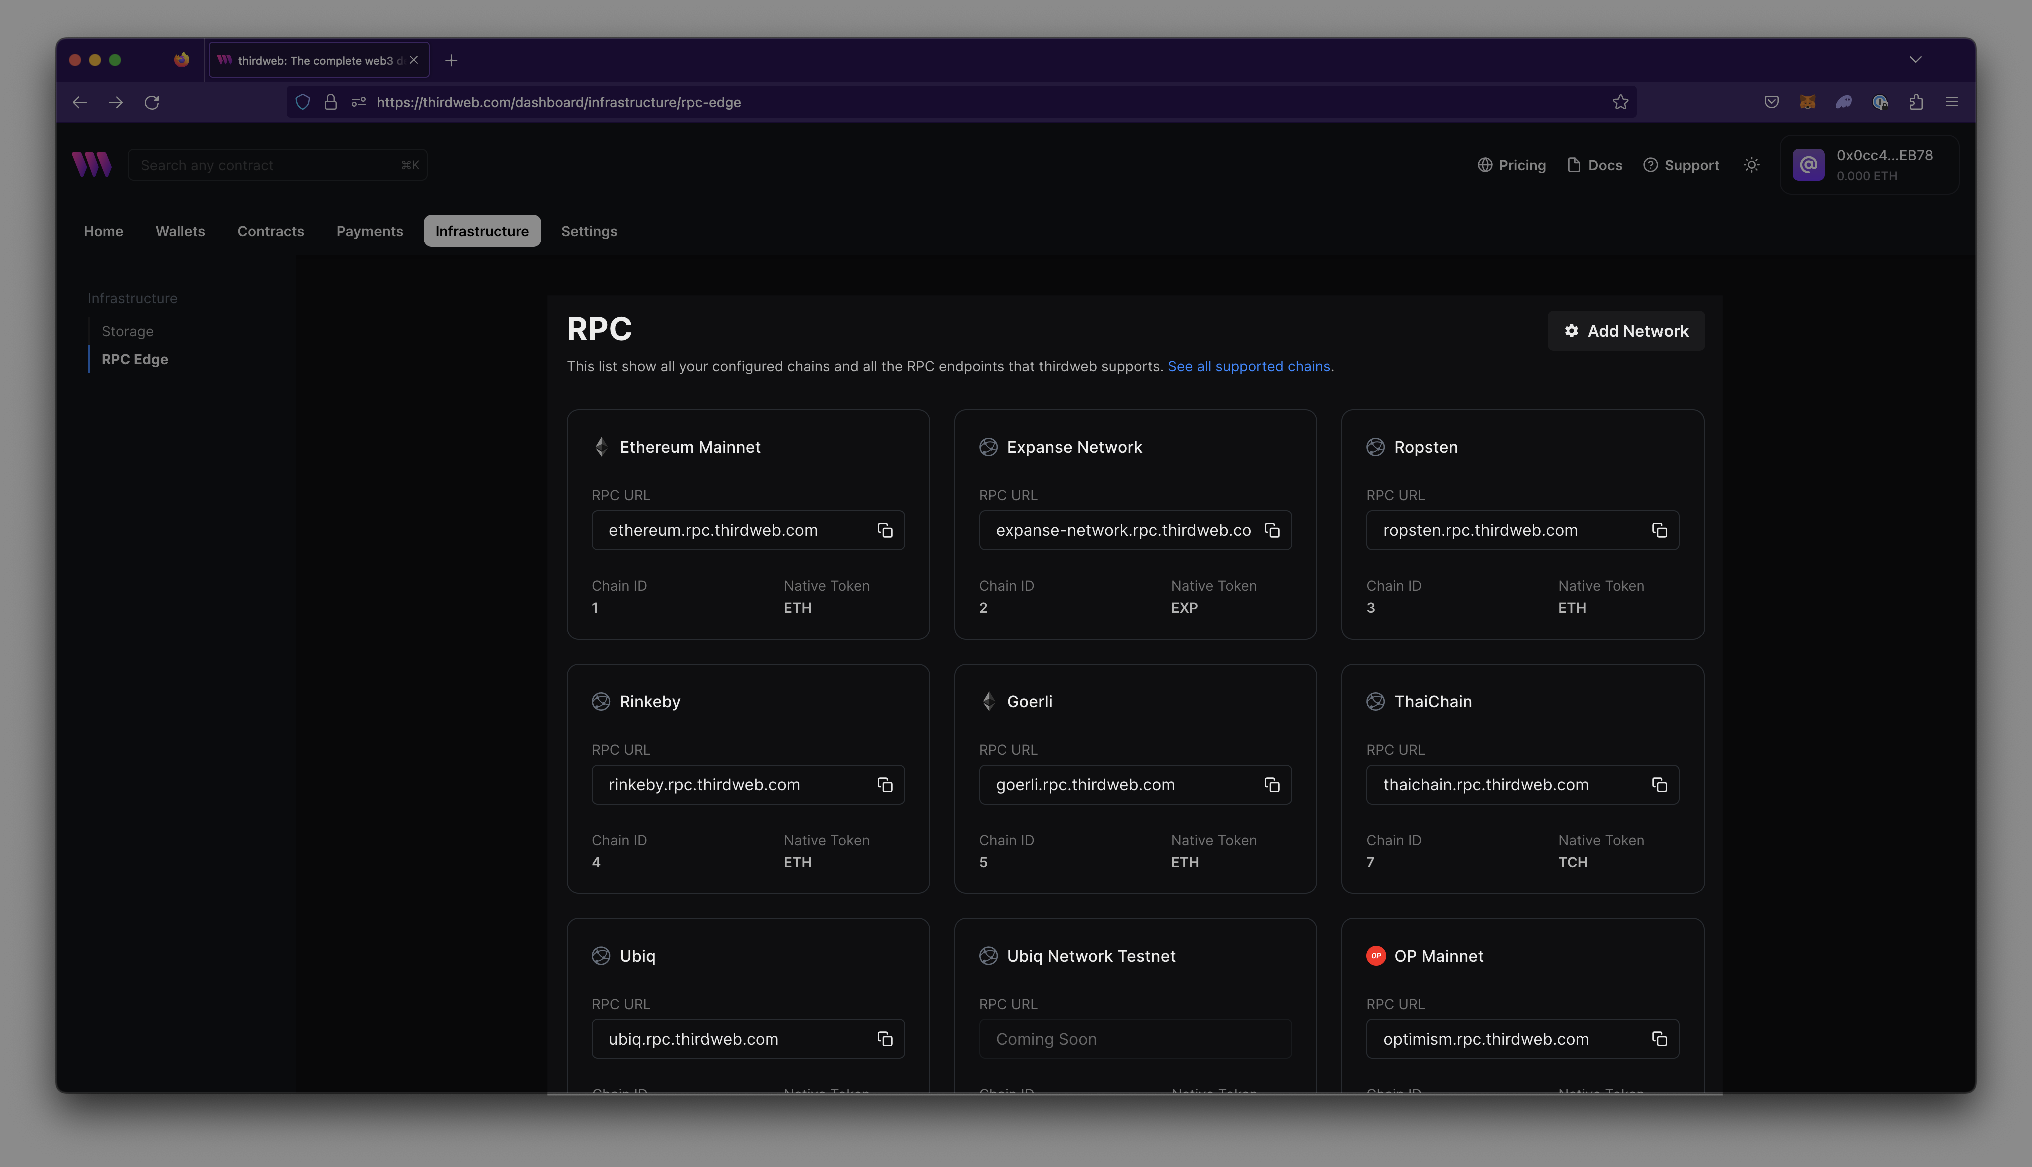 thirdweb: The complete web3 d
https://thirdweb.com/dashboard/infrastructure/rpc-edge
Search any contract ⌘K
Pricing Docs Support
0x0cc4...EB78
0.000 ETH
Home Wallets Contracts Payments Infrastructure Settings
Infrastructure
Storage
RPC Edge
RPC
Add Network
This list show all your configured chains and all the RPC endpoints that thirdweb supports. See all supported chains.
Ethereum Mainnet
RPC URL
ethereum.rpc.thirdweb.com
Chain ID Native Token
1 ETH
Expanse Network
RPC URL
expanse-network.rpc.thirdweb.co
Chain ID Native Token
2 EXP
Ropsten
RPC URL
ropsten.rpc.thirdweb.com
Chain ID Native Token
3 ETH
Rinkeby
RPC URL
rinkeby.rpc.thirdweb.com
Chain ID Native Token
4 ETH
Goerli
RPC URL
goerli.rpc.thirdweb.com
Chain ID Native Token
5 ETH
ThaiChain
RPC URL
thaichain.rpc.thirdweb.com
Chain ID Native Token
7 TCH
Ubiq
RPC URL
ubiq.rpc.thirdweb.com
Chain ID Native Token
Ubiq Network Testnet
RPC URL
Coming Soon
Chain ID Native Token
OP OP Mainnet
RPC URL
optimism.rpc.thirdweb.com
Chain ID Native Token